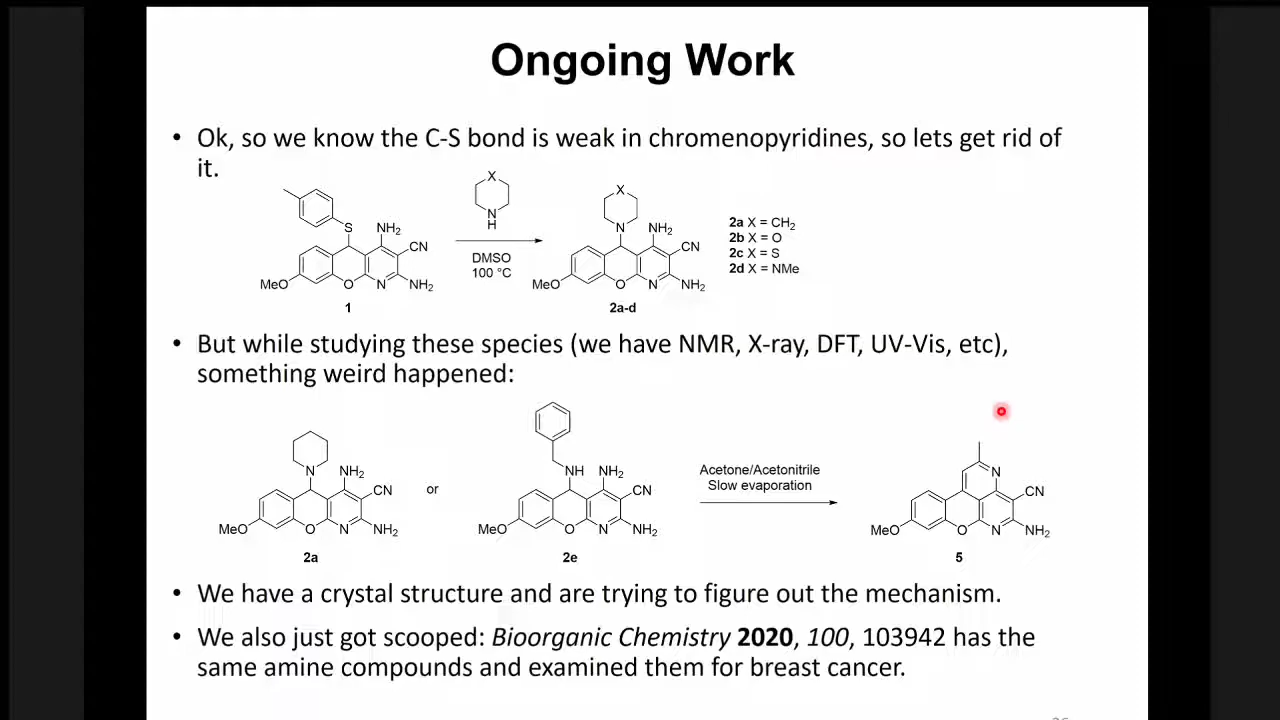 Ongoing Work
• Ok, so we know the C-S bond is weak in chromenopyridines, so lets get rid of
it.
S
NH2
CN
MeO
O
N
NH2
1
X
N
H
DMSO
100 °C
X
N
NH2
CN
MeO
O
N
NH2
2a-d
2a X = CH2
2b X = O
2c X = S
2d X = NMe
• But while studying these species (we have NMR, X-ray, DFT, UV-Vis, etc),
something weird happened:
N
NH2
CN
MeO
O
N
NH2
2a
or
NH
NH2
CN
MeO
O
N
NH2
2e
Acetone/Acetonitrile
Slow evaporation
N
CN
MeO
O
N
NH2
5
• We have a crystal structure and are trying to figure out the mechanism.
• We also just got scooped: Bioorganic Chemistry 2020, 100, 103942 has the
same amine compounds and examined them for breast cancer.